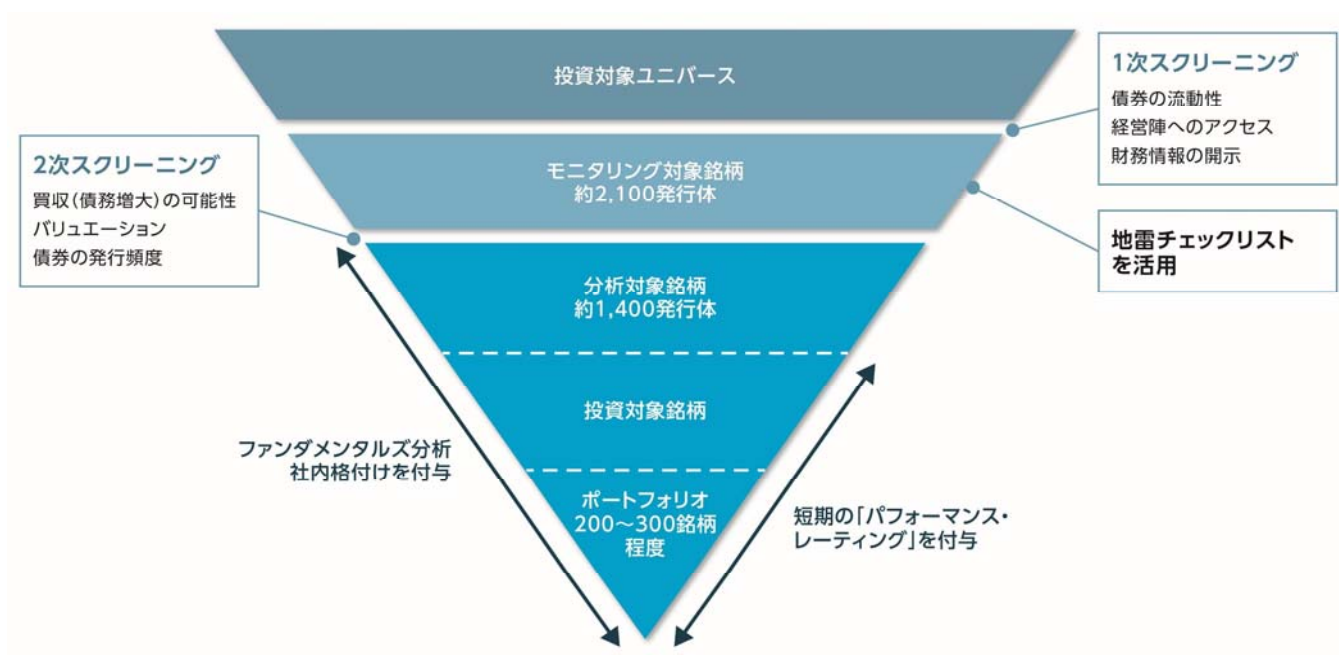 投資対象ユニバース
1次スクリーニング
債券の流動性
経営陣へのアクセス
財務情報の開示
モニタリング対象銘柄
約2,100発行体
2次スクリーニング
買収（債務増大）の可能性
バリュエーション
債券の発行頻度
地雷チェックリスト
を活用
分析対象銘柄
約1,400発行体
投資対象銘柄
ファンダメンタルズ分析
社内格付けを付与
ポートフォリオ
200～300銘柄
程度
短期の「パフォーマンス・
レーティング」を付与